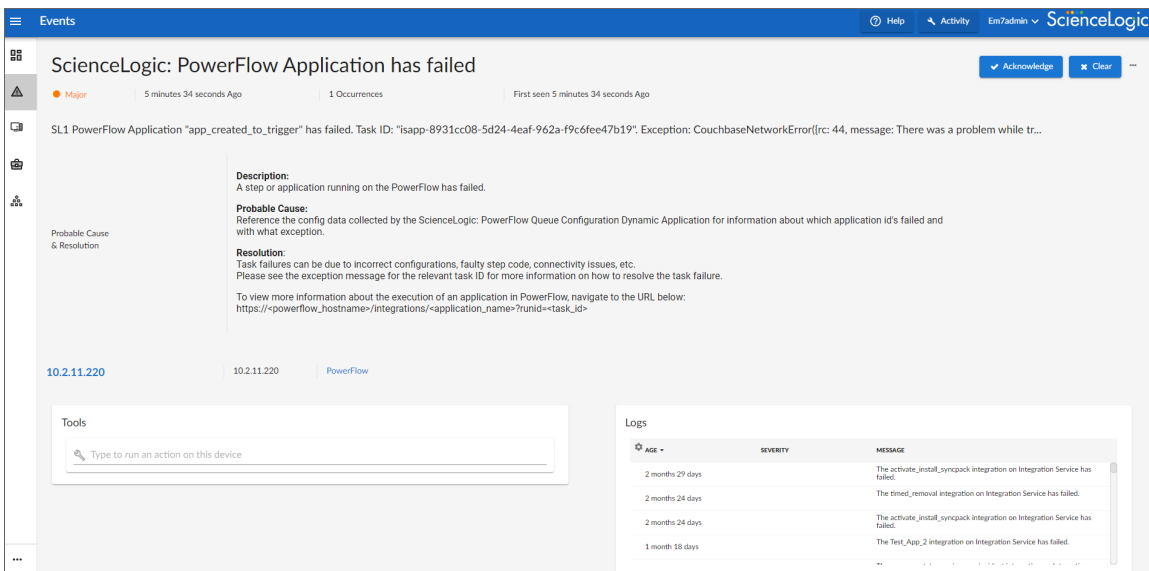 Events
Help
Activity
Em7admin
ScienceLogic
ScienceLogic: PowerFlow Application has failed
Acknowledge
Clear
Major
5 minutes 34 seconds Ago
1 Occurrences
First seen 5 minutes 34 seconds Ago
SL1 PowerFlow Application "app_created_to_trigger" has failed. Task ID: "isapp-8931cc08-5d24-4eaf-962a-f9c6fee47b19". Exception: CouchbaseNetworkError([rc: 44, message: There was a problem while tr...
Probable Cause
& Resolution
Description:
A step or application running on the PowerFlow has failed.
Probable Cause:
Reference the config data collected by the ScienceLogic: PowerFlow Queue Configuration Dynamic Application for information about which application id's failed and
with what exception.
Resolution:
Task failures can be due to incorrect configurations, faulty step code, connectivity issues, etc.
Please see the exception message for the relevant task ID for more information on how to resolve the task failure.
To view more information about the execution of an application in PowerFlow, navigate to the URL below:
https://<powerflow_hostname>/integrations/<application_name>?runid=<task_id>
10.2.11.220
10.2.11.220
PowerFlow
Tools
Type to run an action on this device
Logs
AGE
SEVERITY
MESSAGE
2 months 29 days
The activate_install_syncpack integration on Integration Service has
failed.
2 months 24 days
The timed_removal integration on Integration Service has failed.
2 months 24 days
The activate_install_syncpack integration on Integration Service has
failed.
1 month 18 days
The Test_App_2 integration on Integration Service has failed.